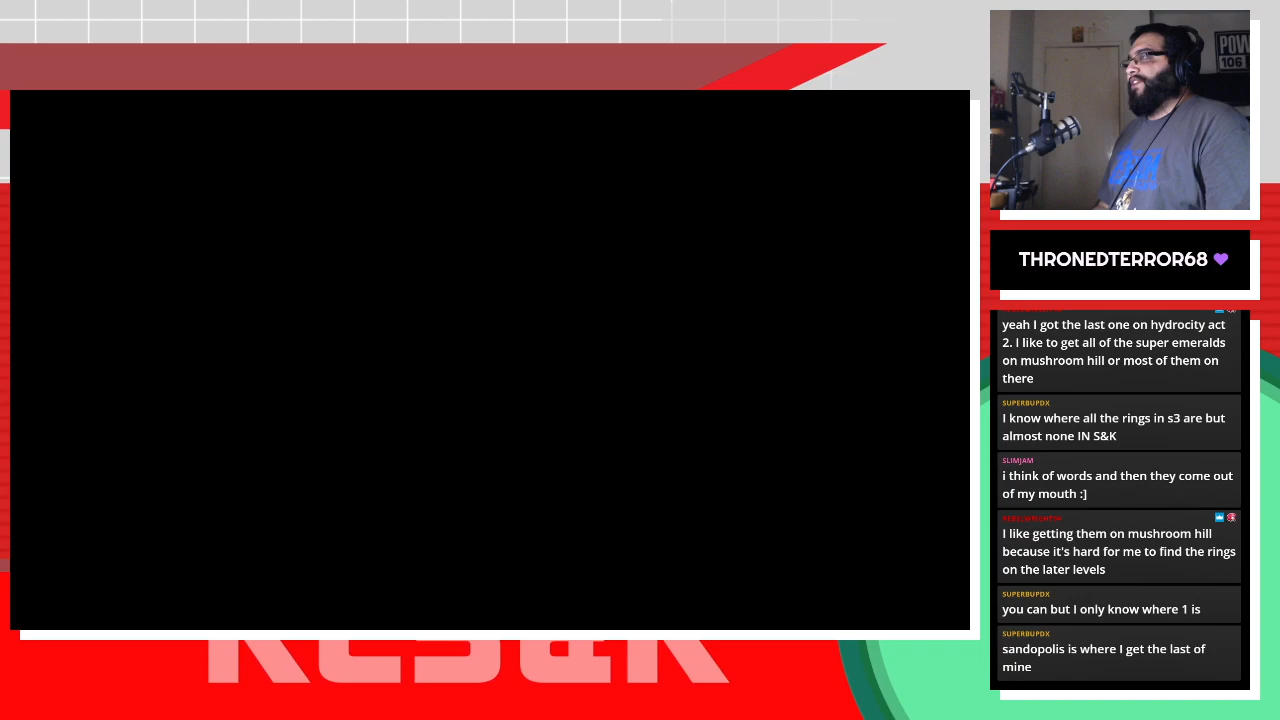 POW
106
THRONEDTERROR68 💜
yeah I got the last one on hydrocity act
2. I like to get all of the super emeralds
on mushroom hill or most of them on
there
SUPERBUPDX
I know where all the rings in s3 are but
almost none IN S&K
SLIMJAM
i think of words and then they come out
of my mouth :]
I like getting them on mushroom hill
because it's hard for me to find the rings
on the later levels
SUPERBUPDX
you can but I only know where 1 is
SUPERBUPDX
sandopolis is where I get the last of
mine